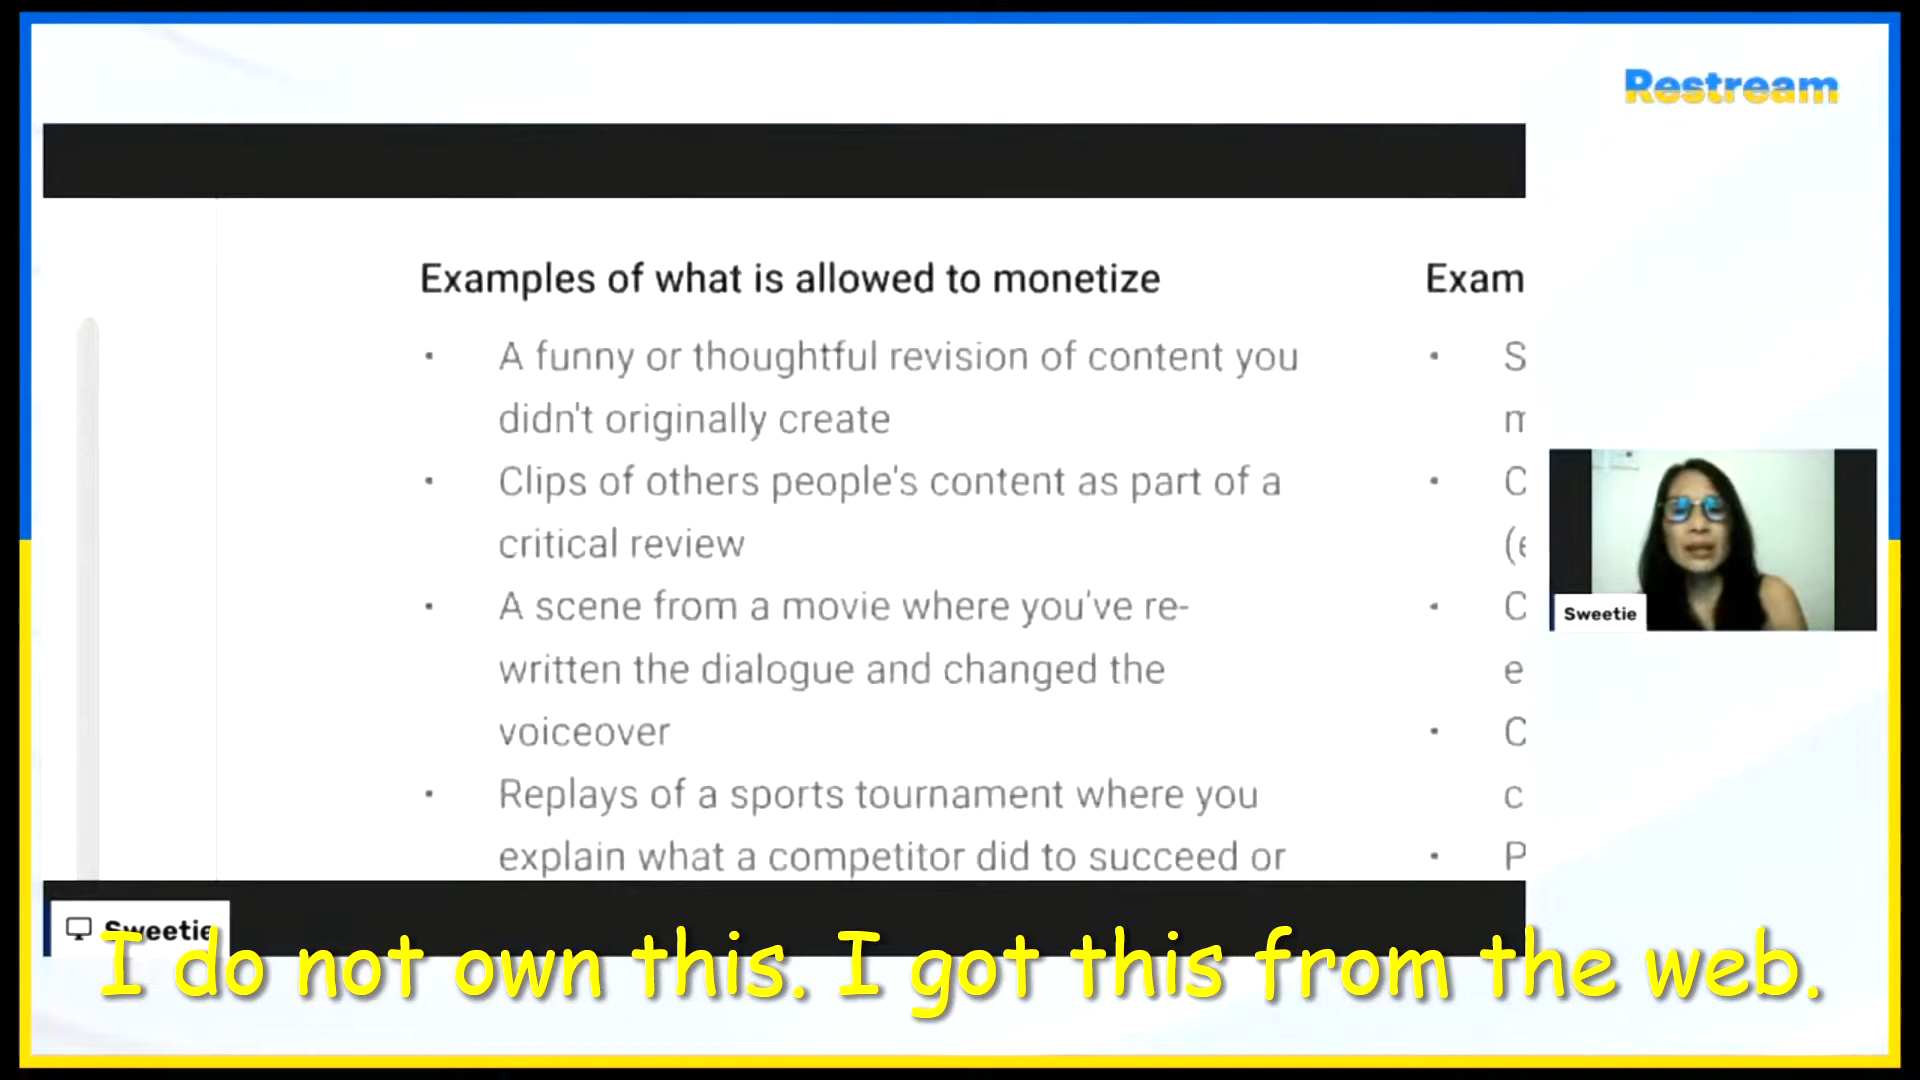 Restream
Examples of what is allowed to monetize
• A funny or thoughtful revision of content you
didn't originally create
• Clips of others people's content as part of a
critical review
• A scene from a movie where you've re-
written the dialogue and changed the
voiceover
• Replays of a sports tournament where you
explain what a competitor did to succeed or
Exam
• S
m
• C
(e
• C
e
• C
c
• P
Sweetie
Sweetie
I do not own this. I got this from the web.